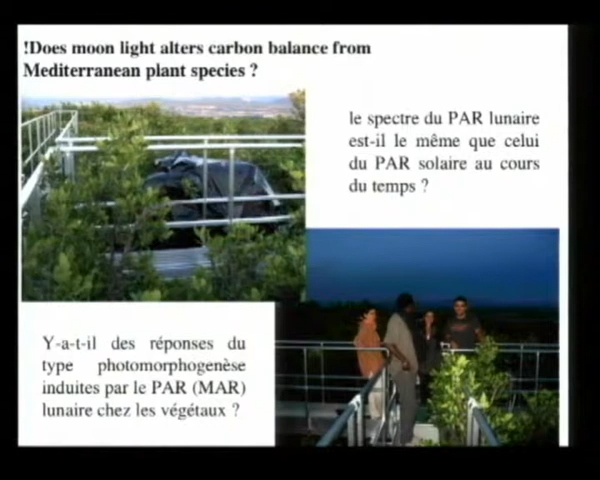 !Does moon light alters carbon balance from
Mediterranean plant species ?
le spectre du PAR lunaire
est-il le même que celui
du PAR solaire au cours
du temps ?
Y-a-t-il des réponses du
type photomorphogenèse
induites par le PAR (MAR)
lunaire chez les végétaux ?